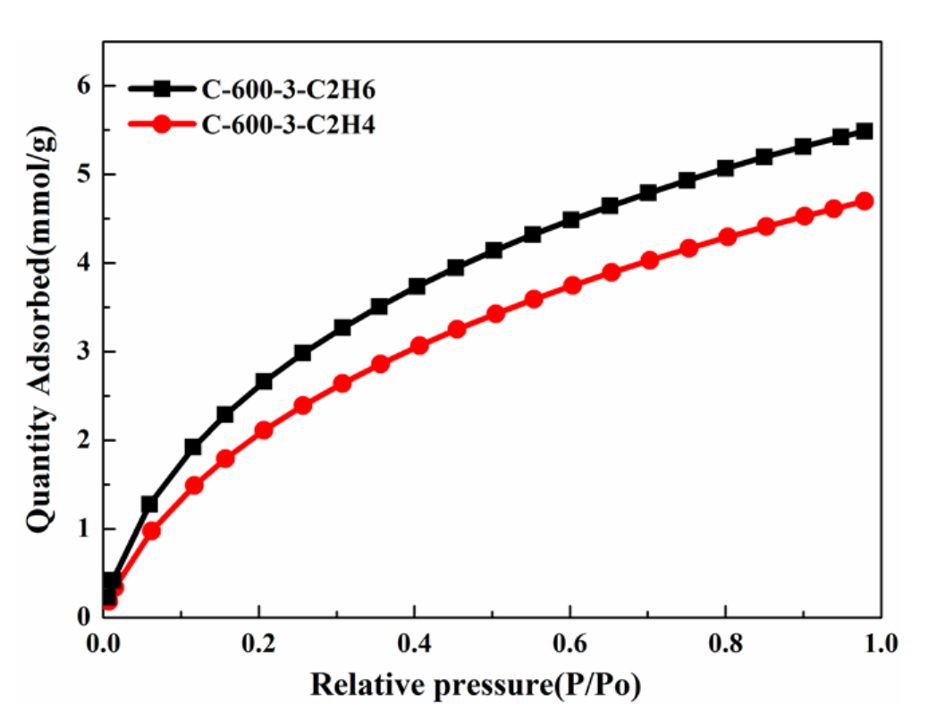 C-600-3-C2H6
C-600-3-C2H4
Quantity Adsorbed(mmol/g)
6
5
4
3
2
1
0
0.0 0.2 0.4 0.6 0.8 1.0
Relative pressure(P/Po)